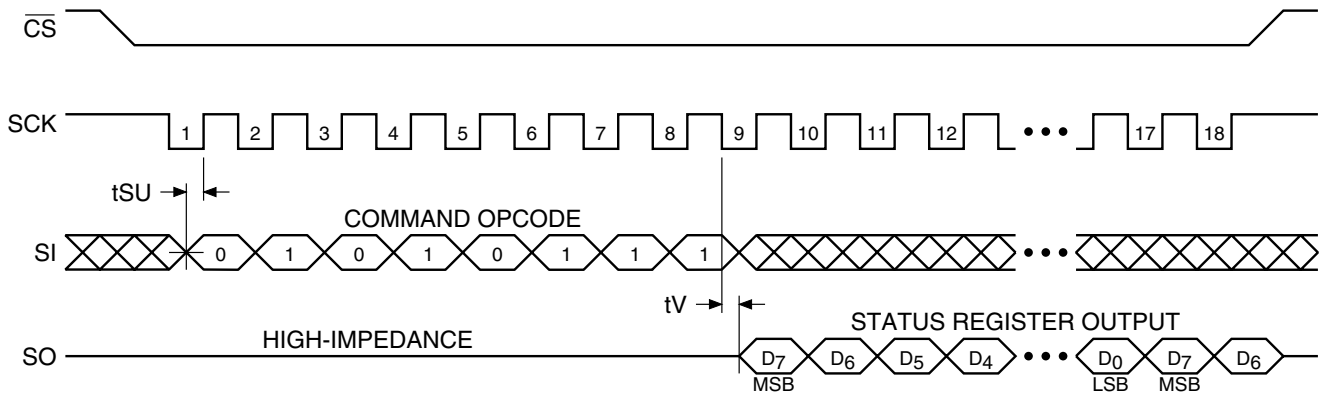 CS
SCK 1 2 3 4 5 6 7 8 9 10 11 12 17 18
tSU
COMMAND OPCODE
SI 0 1 0 1 0 1 1 1
tV
HIGH-IMPEDANCE STATUS REGISTER OUTPUT
SO D7 D6 D5 D4 D0 D7 D6
MSB LSB MSB